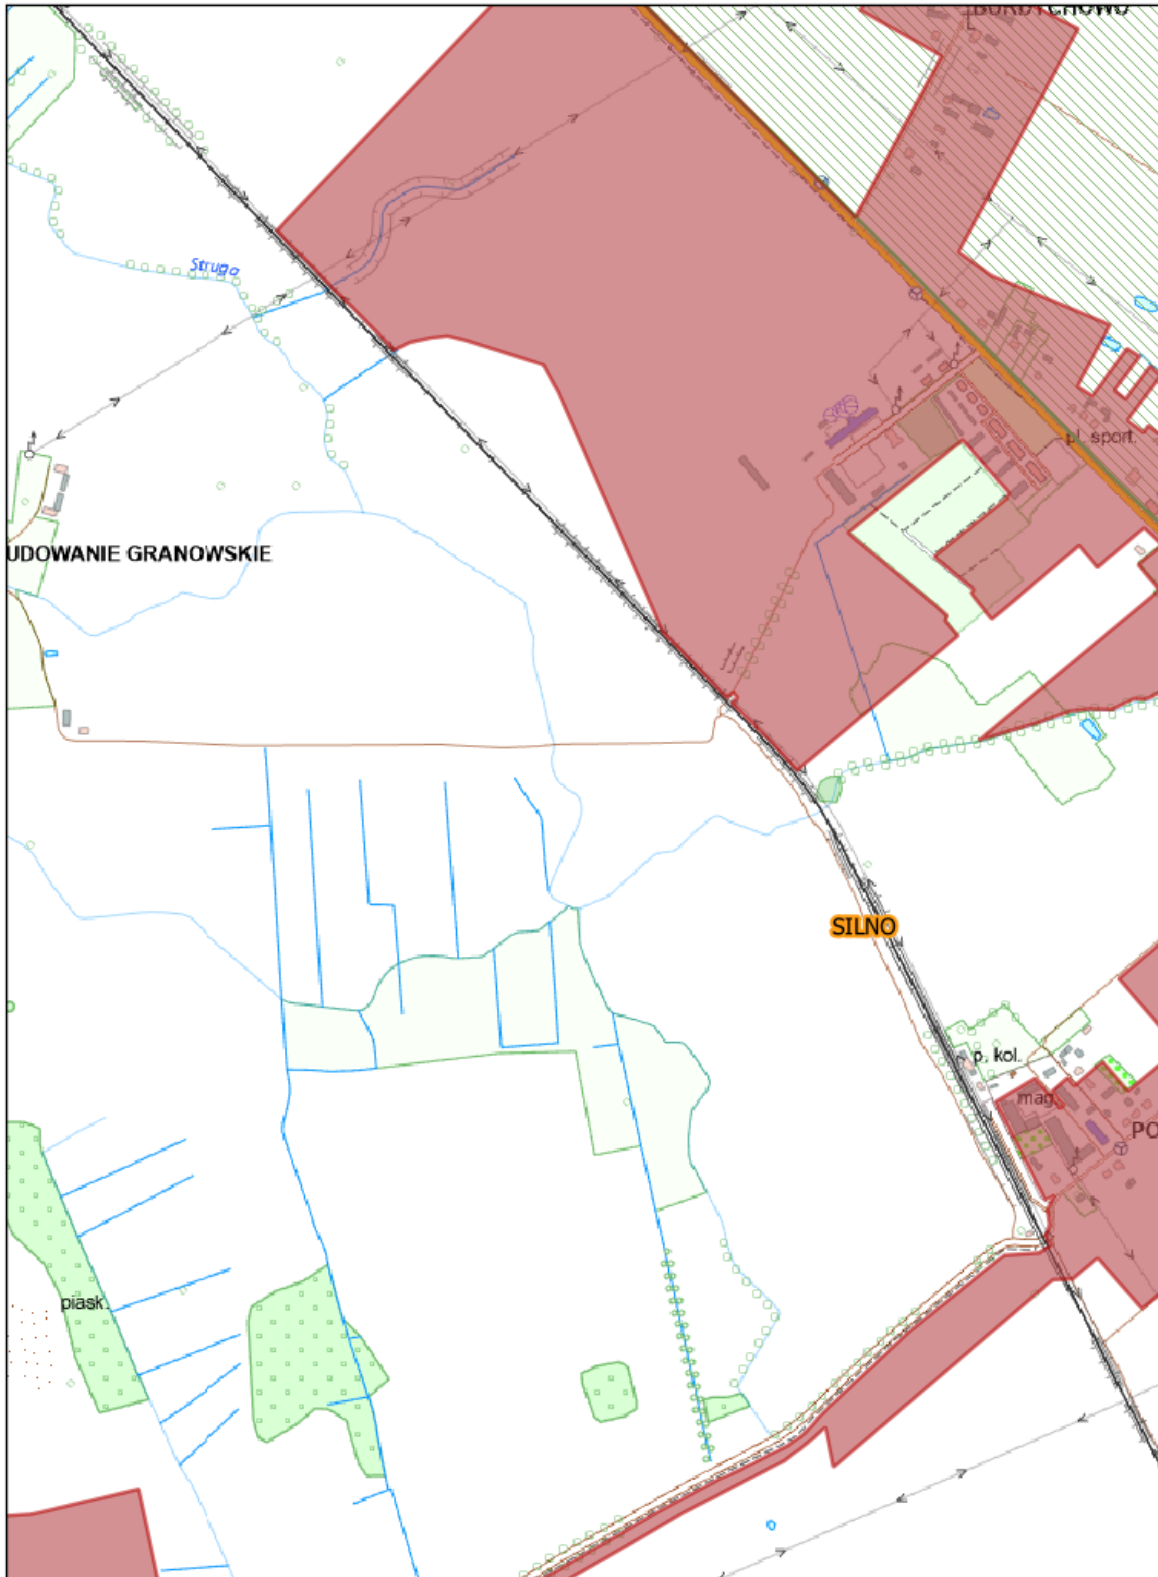 Struga
pl. sport.
UDOWANIE GRANOWSKIE
SILNO
p. kol.
mag.
PO
piask.